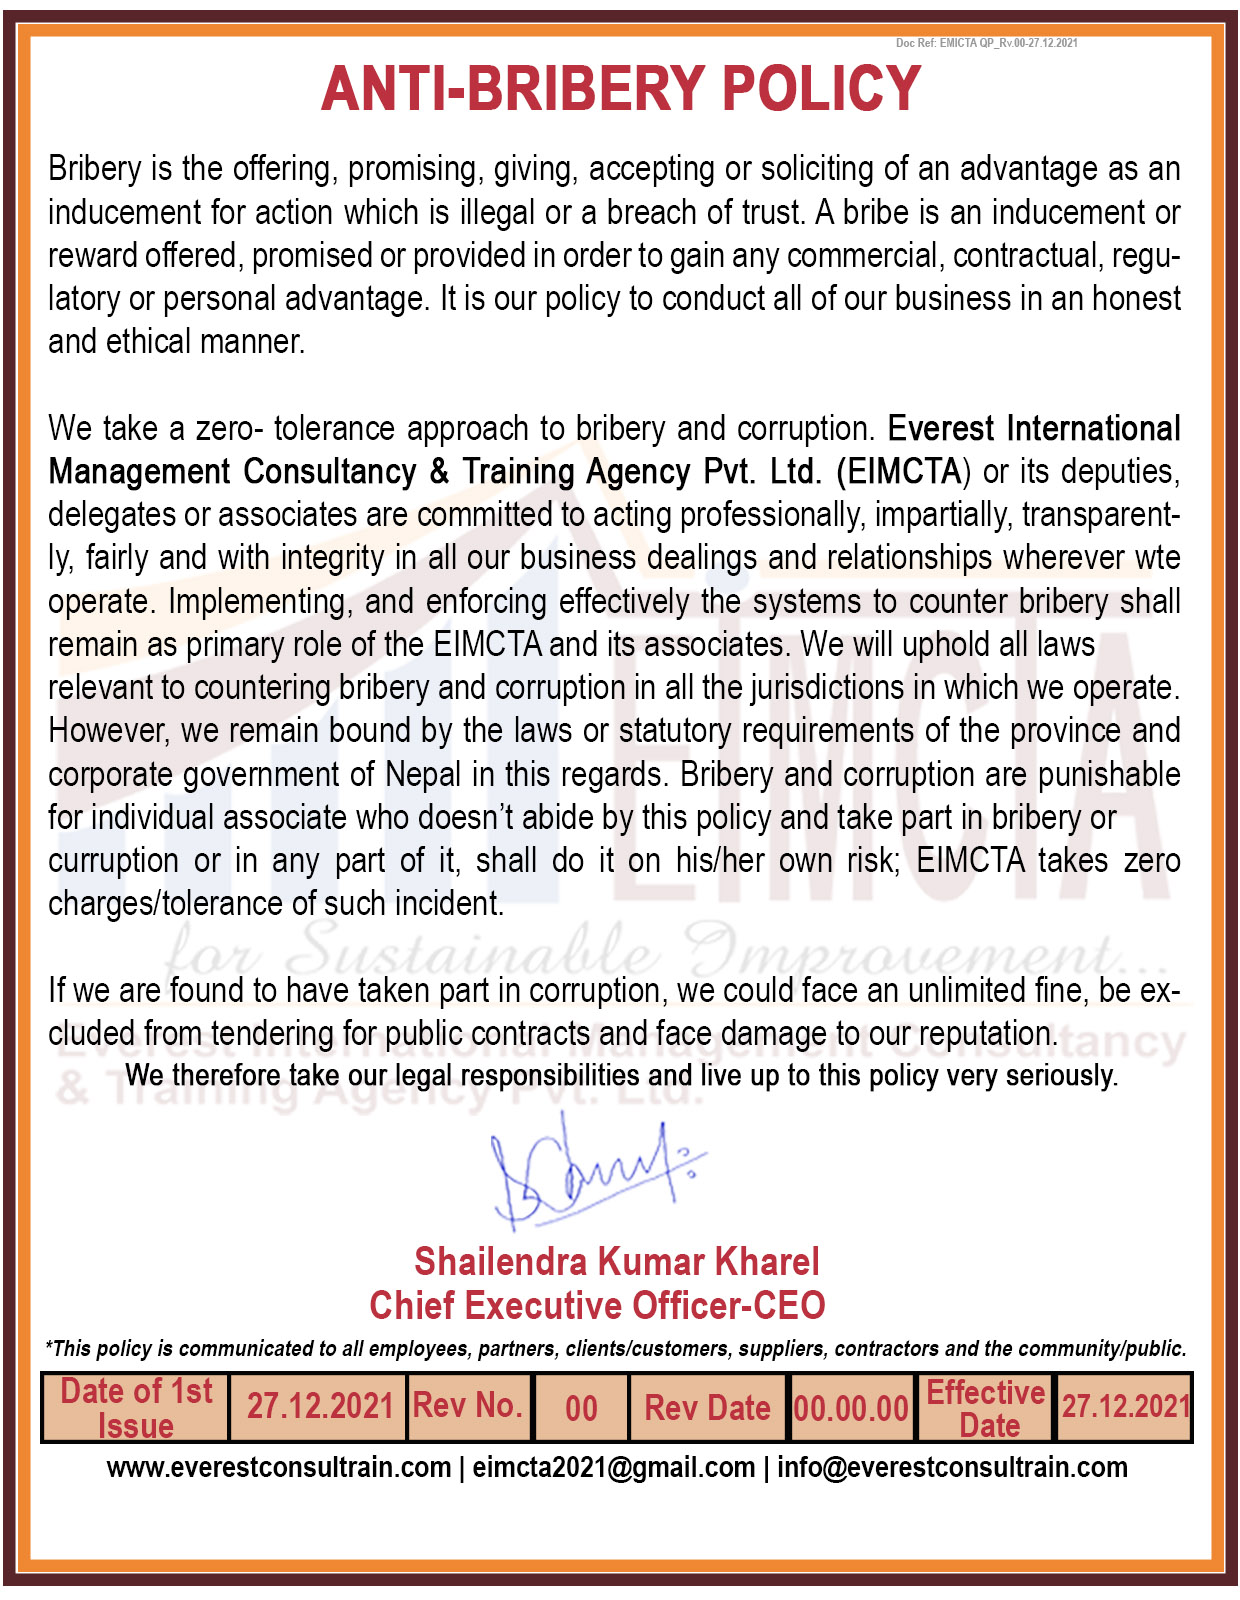 Doc Ref: EMICTA QP_Rv.00-27.12.2021
ANTI-BRIBERY POLICY
Bribery is the offering, promising, giving, accepting or soliciting of an advantage as an
inducement for action which is illegal or a breach of trust. A bribe is an inducement or
reward offered, promised or provided in order to gain any commercial, contractual, regu-
latory or personal advantage. It is our policy to conduct all of our business in an honest
and ethical manner.
We take a zero- tolerance approach to bribery and corruption. Everest International
Management Consultancy & Training Agency Pvt. Ltd. (EIMCTA) or its deputies,
delegates or associates are committed to acting professionally, impartially, transparent-
ly, fairly and with integrity in all our business dealings and relationships wherever wte
operate. Implementing, and enforcing effectively the systems to counter bribery shall
remain as primary role of the EIMCTA and its associates. We will uphold all laws
relevant to countering bribery and corruption in all the jurisdictions in which we operate.
However, we remain bound by the laws or statutory requirements of the province and
corporate government of Nepal in this regards. Bribery and corruption are punishable
for individual associate who doesn't abide by this policy and take part in bribery or
curruption or in any part of it, shall do it on his/her own risk; EIMCTA takes zero
charges/tolerance of such incident.
If we are found to have taken part in corruption, we could face an unlimited fine, be ex-
cluded from tendering for public contracts and face damage to our reputation.
We therefore take our legal responsibilities and live up to this policy very seriously.
EIMCTA
for Sustainable Improvement...
Everest International Management Consultancy
& Training Agency Pvt. Ltd.
Shailendra Kumar Kharel
Chief Executive Officer-CEO
*This policy is communicated to all employees, partners, clients/customers, suppliers, contractors and the community/public.
Date of 1st Issue 27.12.2021 Rev No. 00 Rev Date 00.00.00 Effective Date 27.12.2021
www.everestconsultrain.com | eimcta2021@gmail.com | info@everestconsultrain.com